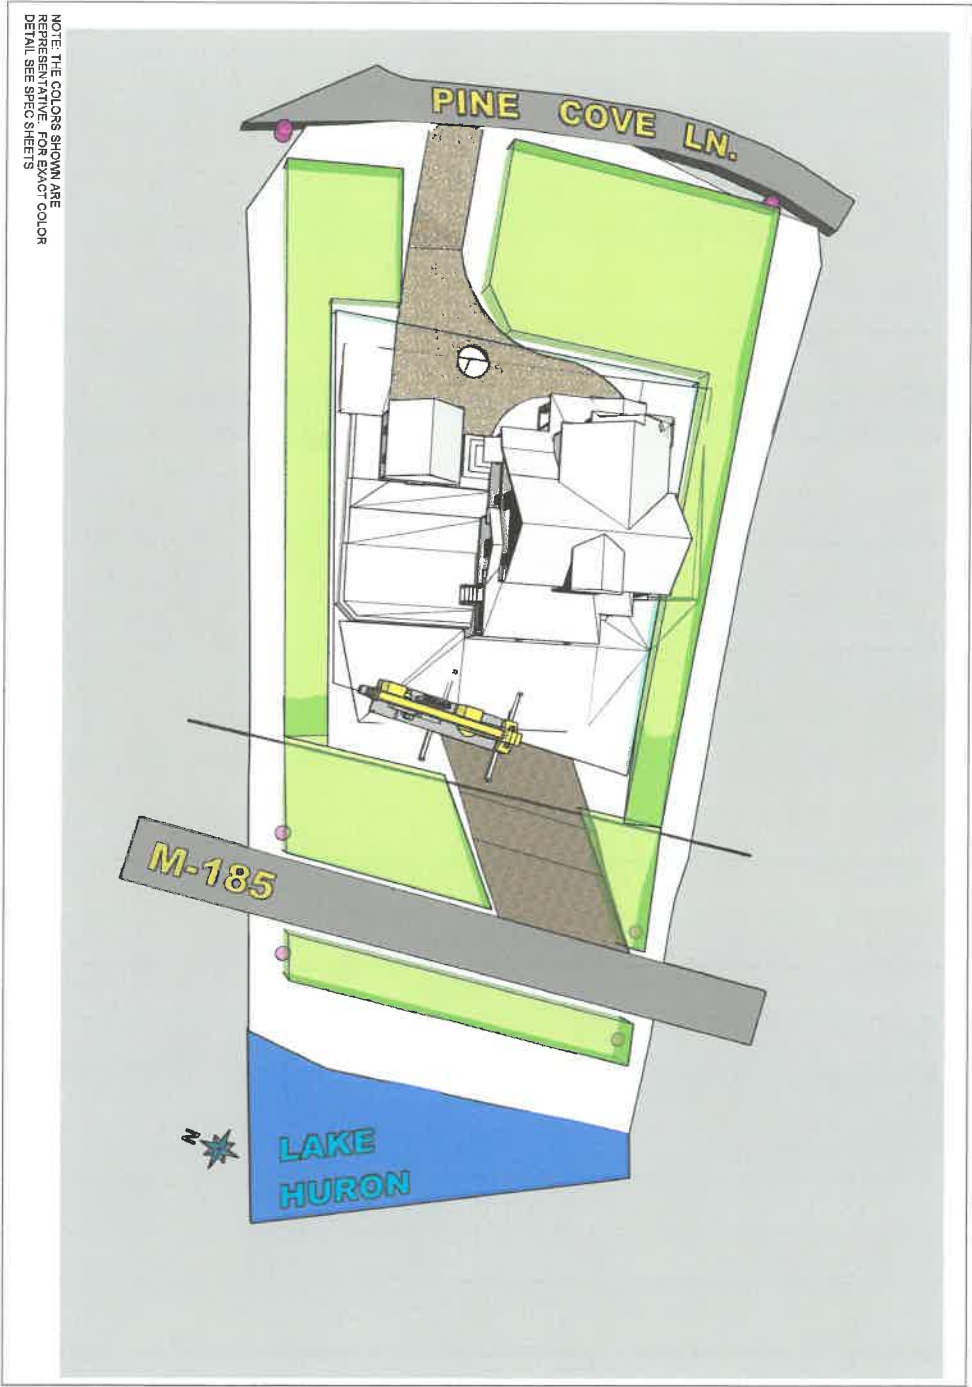 NOTE: THE COLORS SHOWN ARE
REPRESENTATIVE. FOR EXACT COLOR
DETAIL SEE SPEC SHEETS
PINE COVE LN.
M-185
N
LAKE
HURON